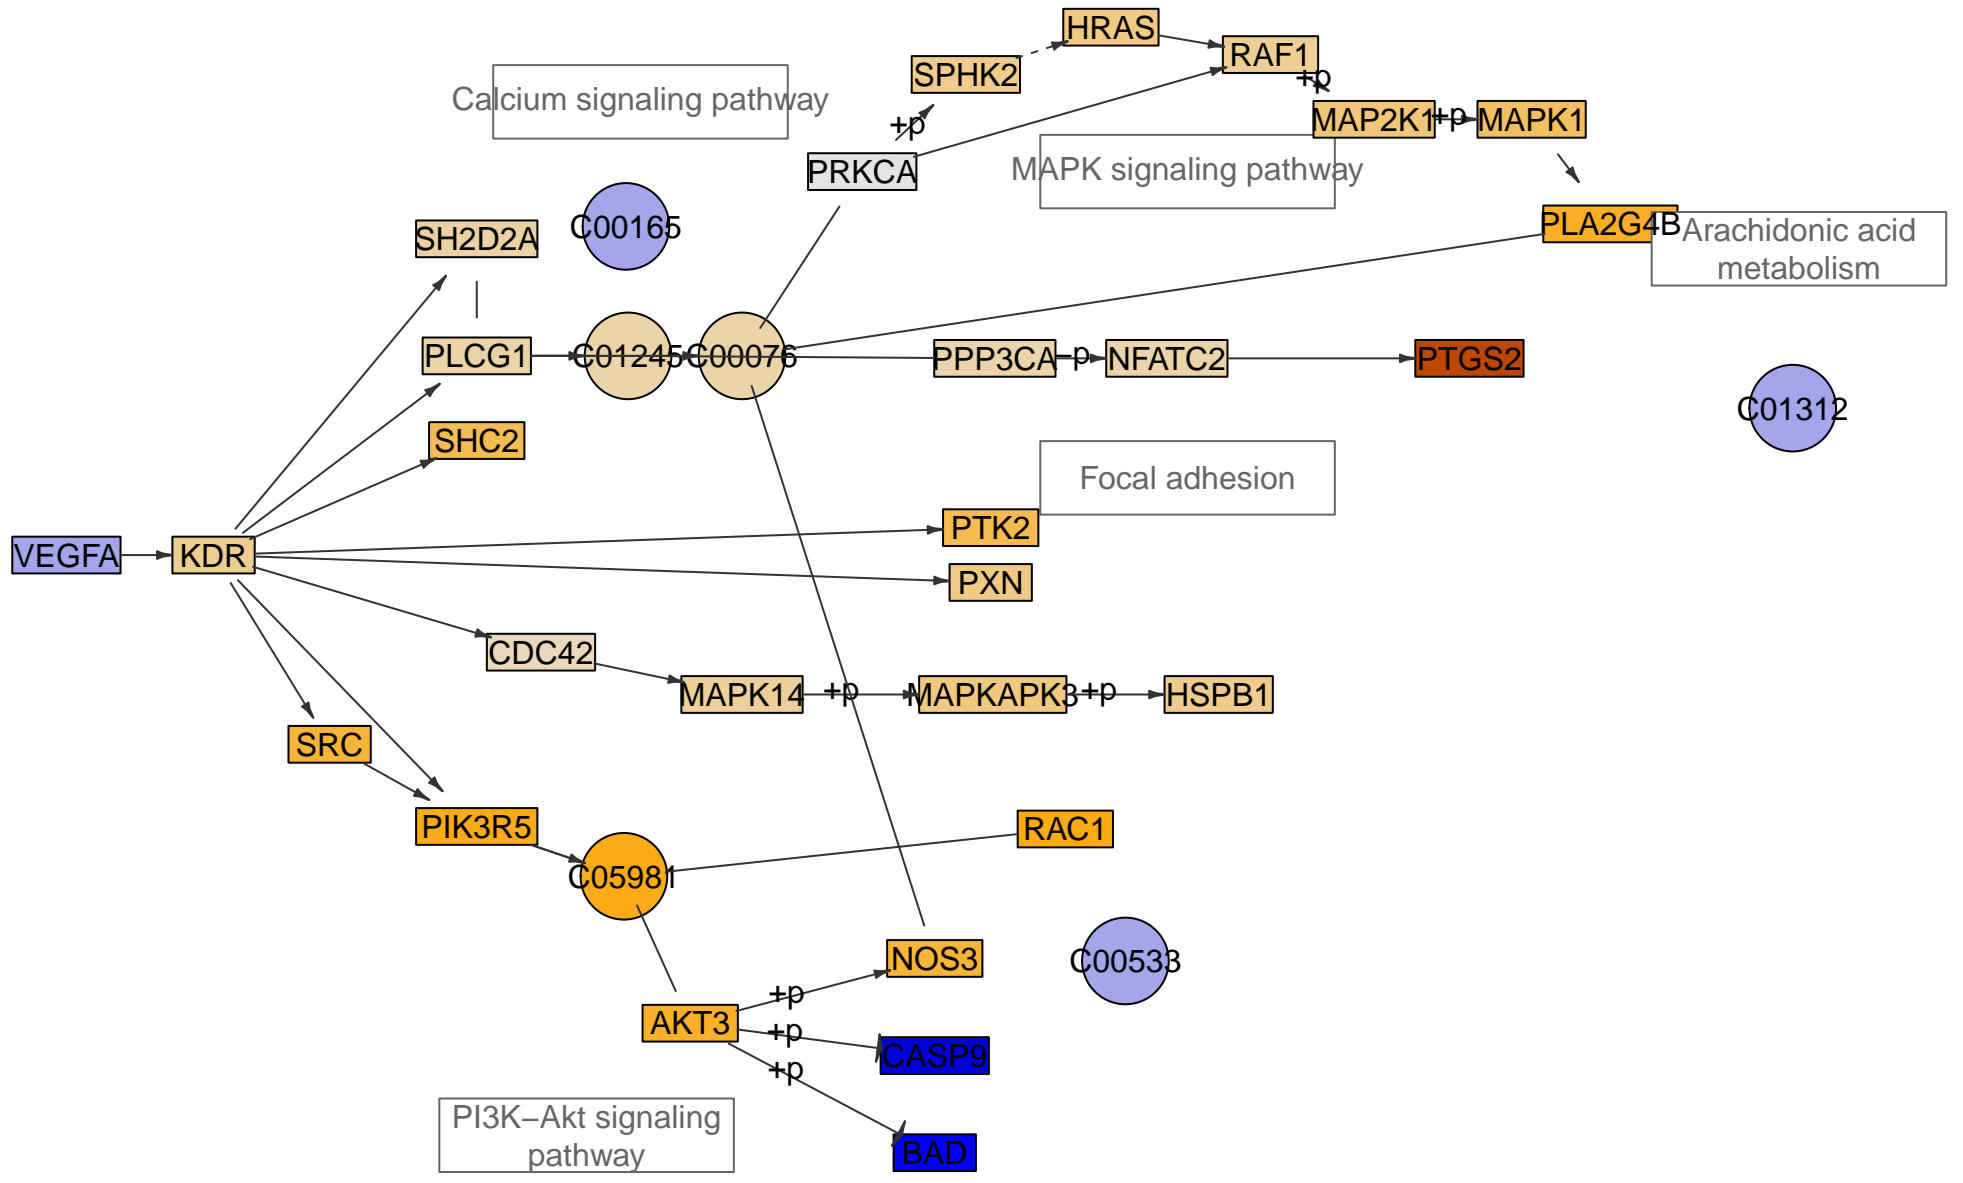 HRAS
RAF1
+p
SPHK2
Calcium signaling pathway
MAP2K1
+p
MAPK1
+p
PRKCA
MAPK signaling pathway
C00165
SH2D2A
PLA2G4B
Arachidonic acid
metabolism
PLCG1
C01245
C00076
PPP3CA
−p
NFATC2
PTGS2
C01312
SHC2
Focal adhesion
PTK2
VEGFA
KDR
PXN
CDC42
MAPK14
+p
MAPKAPK3
+p
HSPB1
SRC
PIK3R5
RAC1
C05981
NOS3
C00533
+p
AKT3
+p
CASP9
+p
PI3K−Akt signaling
pathway
BAD